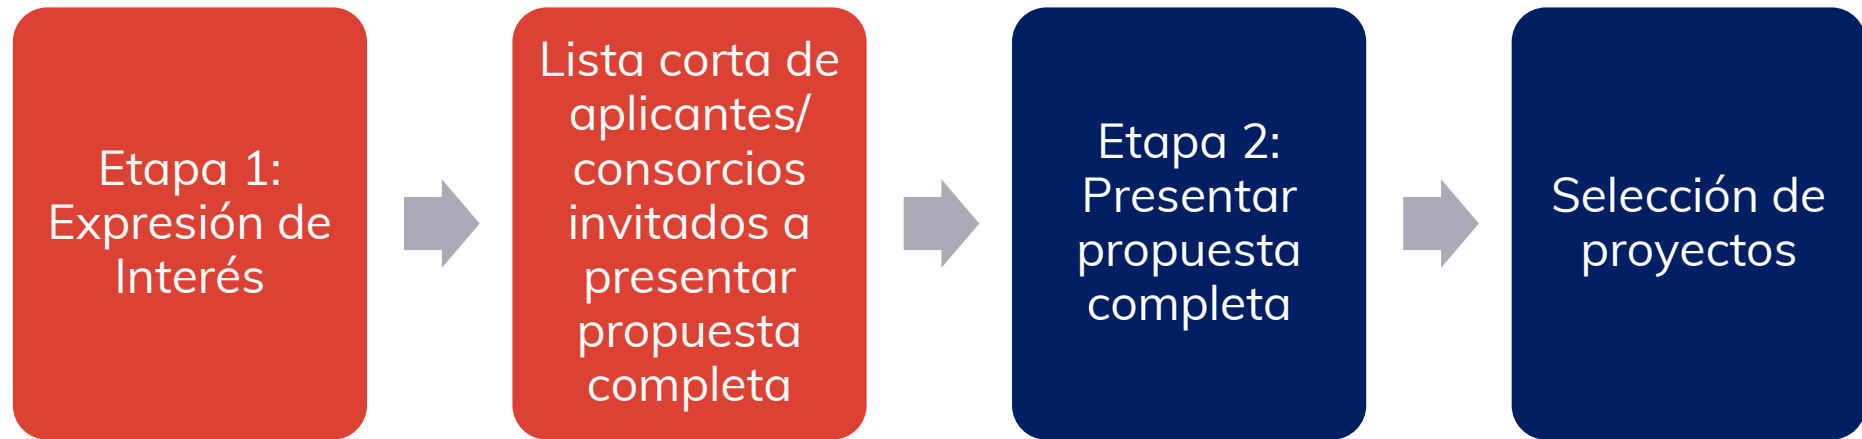 Etapa 1:
Expresión de
Interés
Lista corta de
aplicantes/
consorcios
invitados a
presentar
propuesta
completa
Etapa 2:
Presentar
propuesta
completa
Selección de
proyectos